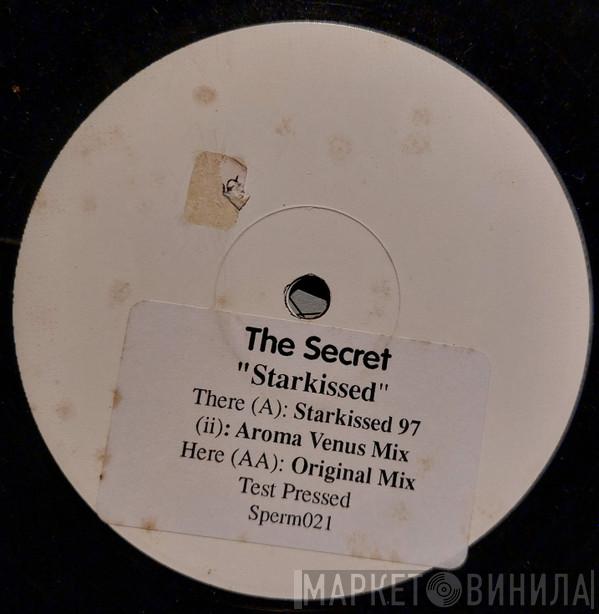 The Secret
"Starkissed"
There (A): Starkissed 97
(ii): Aroma Venus Mix
Here (AA): Original Mix
Test Pressed
Sperm021
МАРКЕТ ВИНИЛА